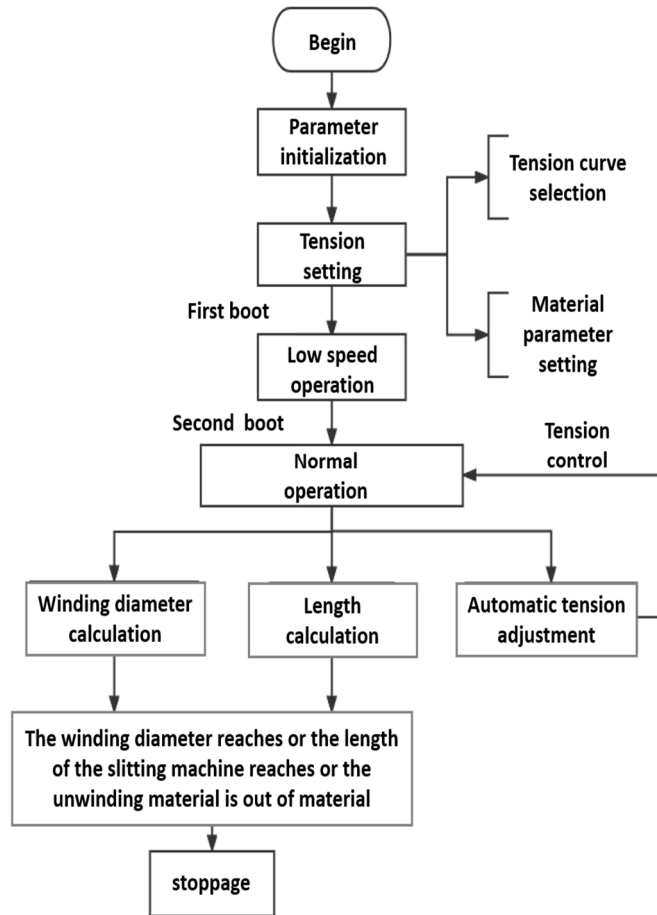 Begin
Parameter
initialization
Tension curve
selection
Tension
setting
First boot
Material
parameter
setting
Low speed
operation
Second boot
Tension
control
Normal
operation
Winding diameter
calculation
Length
calculation
Automatic tension
adjustment
The winding diameter reaches or the length
of the slitting machine reaches or the
unwinding material is out of material
stoppage